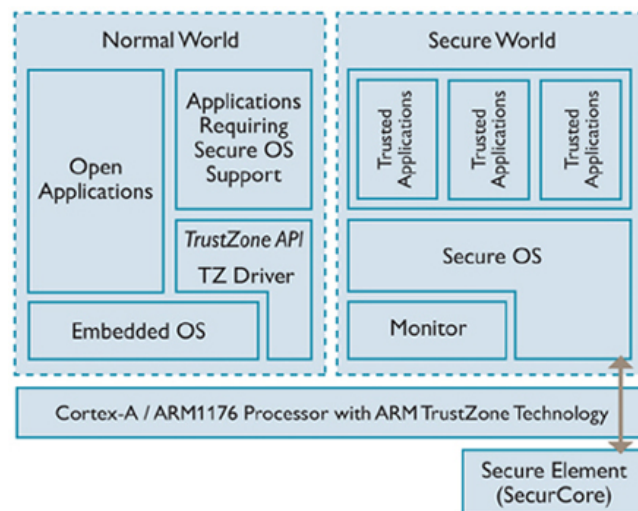 Normal World
Open
Applications
Applications
Requiring
Secure OS
Support
TrustZone API
TZ Driver
Embedded OS
Secure World
Trusted
Applications
Trusted
Applications
Trusted
Applications
Secure OS
Monitor
Cortex-A / ARM1176 Processor with ARM TrustZone Technology
Secure Element
(SecurCore)